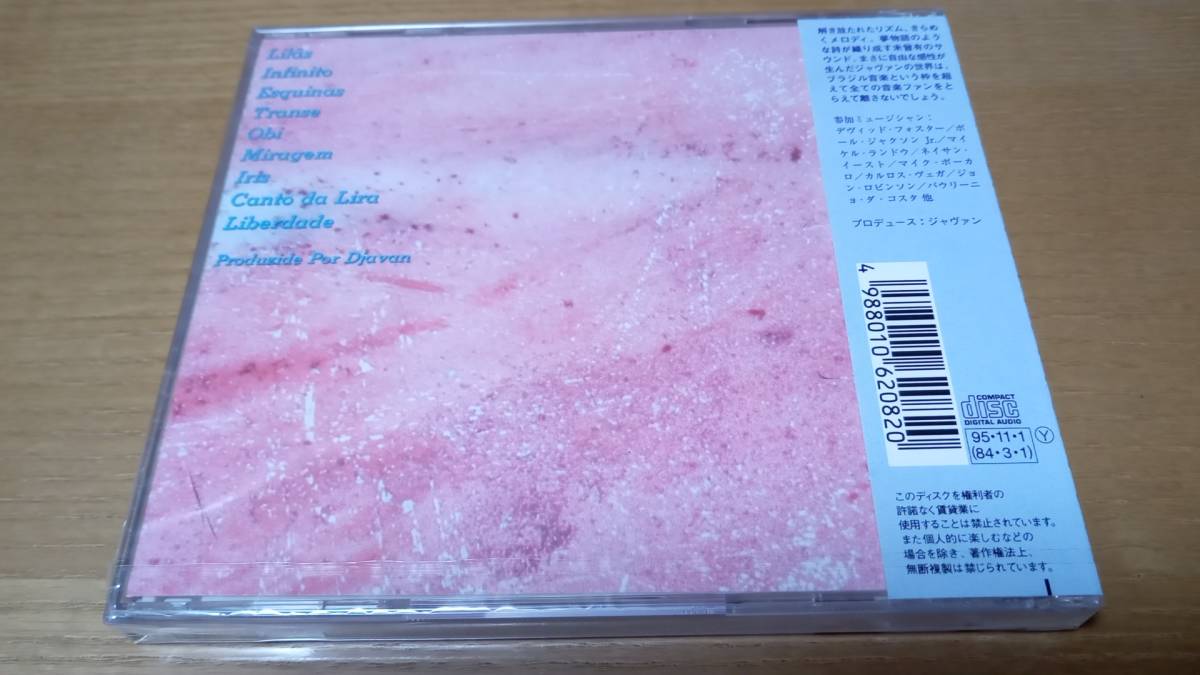 Lilás
Infinito
Esquinas
Transe
Obi
Miragem
Iris
Canto da Lira
Liberdade
Produzide Por Djavan
解き放たれたリズム、きらめ
くメロディ。夢物語のよう
な詩が織り成す未曾有のサ
ウンド、まさに自由な感性が
生んだジャヴァンの世界は、
ブラジル音楽という枠を超
えて全ての音楽ファンをと
らえて離さないでしょう。
参加ミュージシャン：
デヴィッド・フォスター／ポ
ール・ジャクソン Jr.／マイ
ケル・ランドウ／ネイサン・
イースト／マイク・ポーカ
ロ／カルロス・ヴェガ／ジョ
ン・ロビンソン／パウリーニ
ョ・ダ・コスタ 他
プロデュース：ジャヴァン
4 988010 620820
COMPACT
disc
DIGITAL AUDIO
95・11・1
(84・3・1)
Y
このディスクを権利者の
許諾なく賃貸業に
使用することは禁止されています。
また個人的に楽しむなどの
場合を除き、著作権法上、
無断複製は禁じられています。